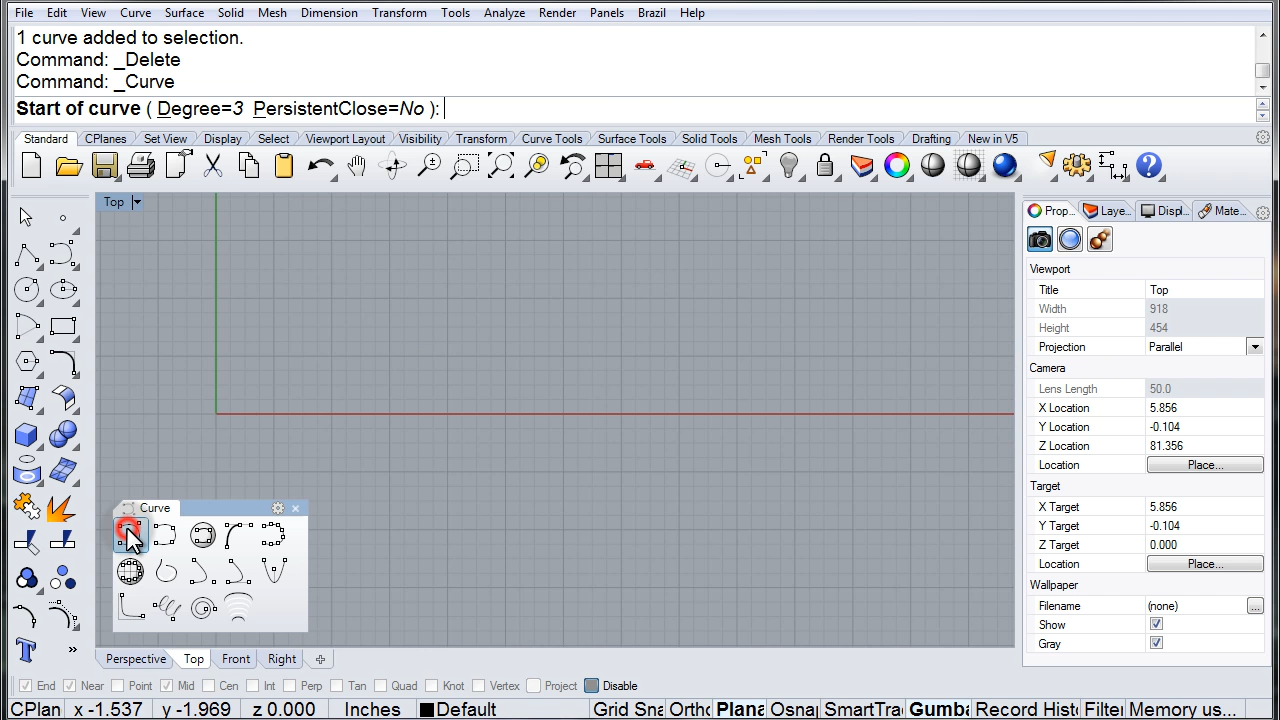 File Edit View Curve Surface Solid Mesh Dimension Transform Tools Analyze Render Panels Brazil Help
1 curve added to selection.
Command: _Delete
Command: _Curve
Start of curve ( Degree=3 PersistentClose=No ):
Standard CPlanes Set View Display Select Viewport Layout Visibility Transform Curve Tools Surface Tools Solid Tools Mesh Tools Render Tools Drafting New in V5
Top
Prop... Laye... Displ... Mate...
Viewport
Title Top
Width 918
Height 454
Projection Parallel
Camera
Lens Length 50.0
X Location 5.856
Y Location -0.104
Z Location 81.356
Location Place...
Target
X Target 5.856
Y Target -0.104
Z Target 0.000
Location Place...
Wallpaper
Filename (none) ...
Show
Gray
Curve
Perspective Top Front Right
End Near Point Mid Cen Int Perp Tan Quad Knot Vertex Project Disable
CPlan x -1.537 y -1.969 z 0.000 Inches Default Grid Sna Ortho Plana Osnap SmartTra Gumba Record Histo Filter Memory us...